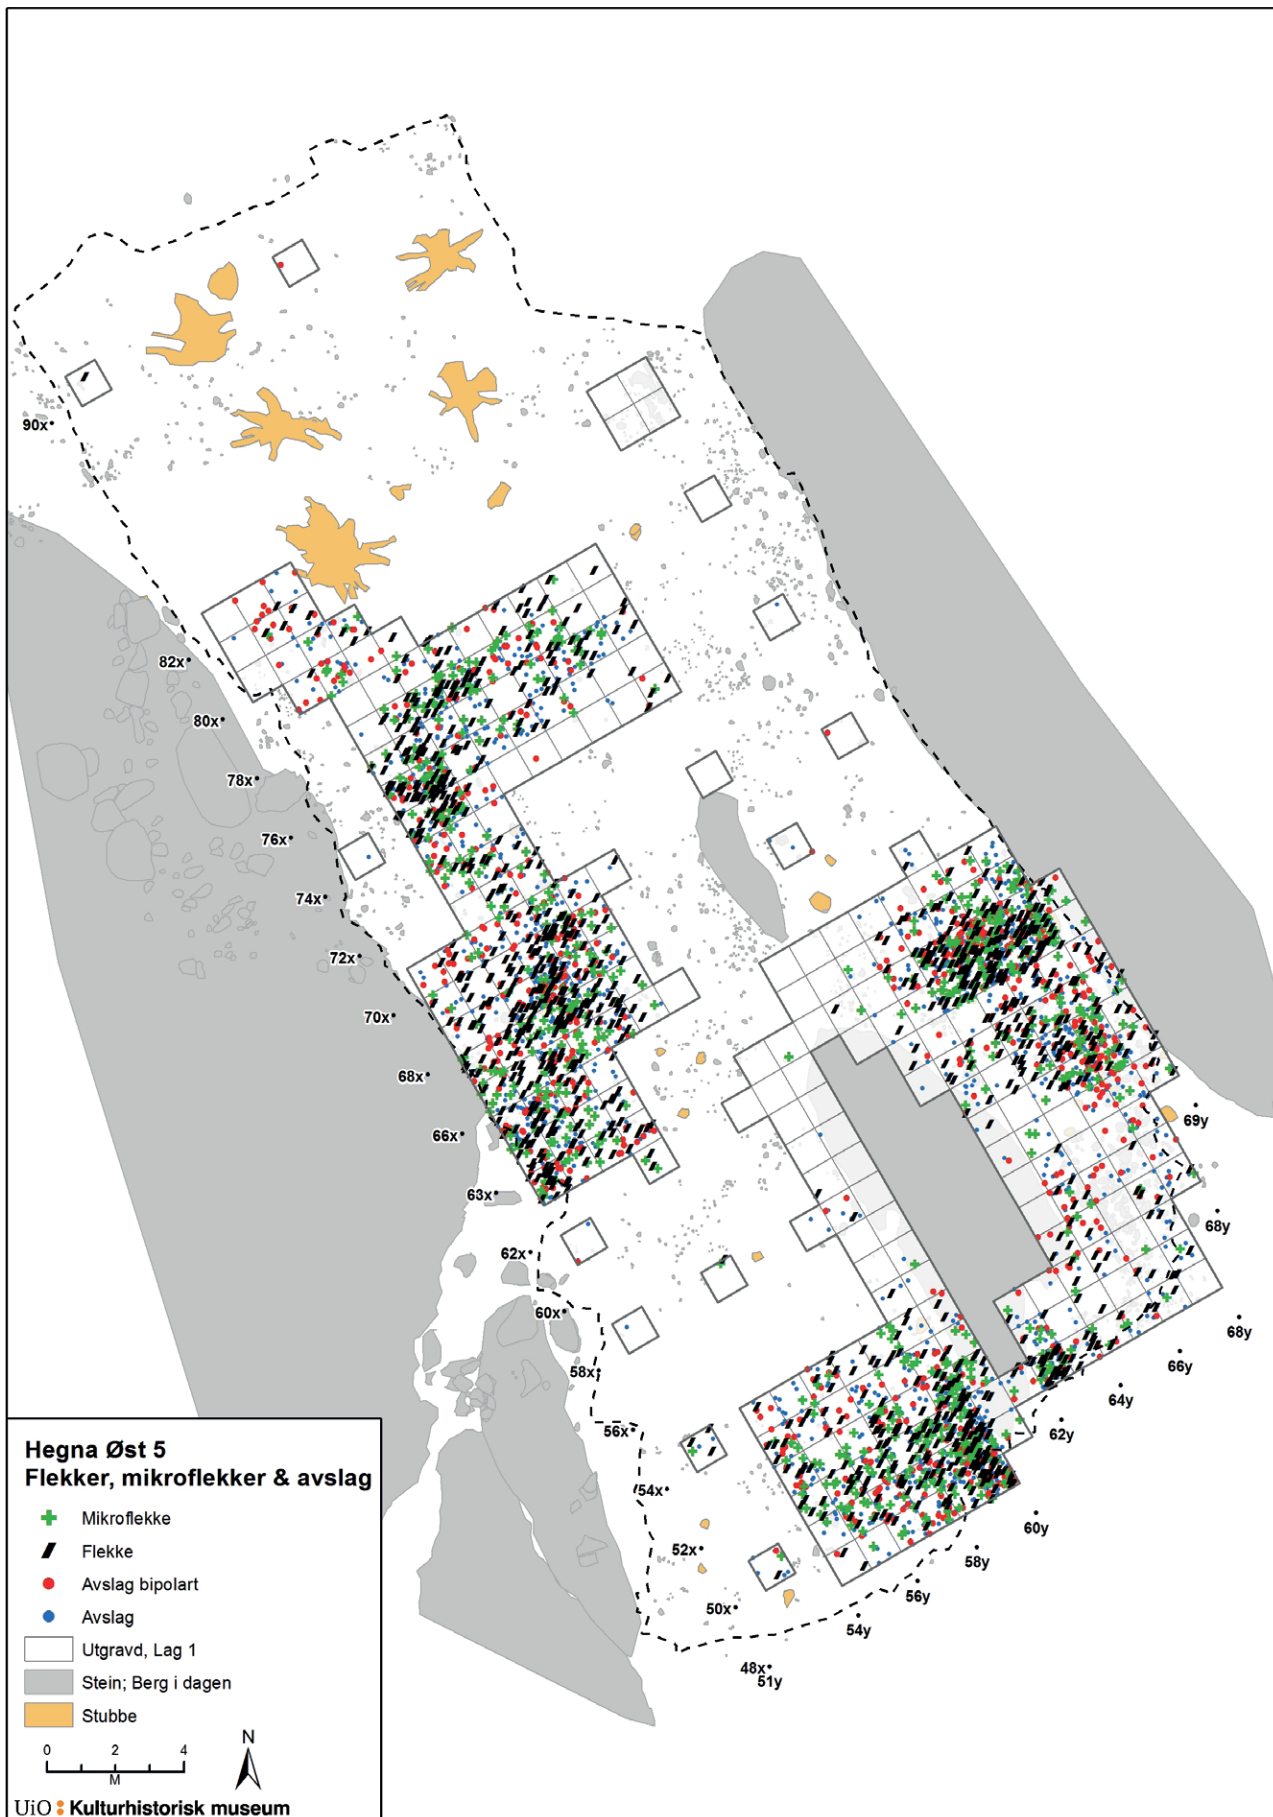 90x
82x
80x
78x
76x
74x
72x
70x
68x
66x
63x
62x
60x
58x
56x
54x
52x
50x
48x
51y
54y
56y
58y
60y
62y
64y
66y
68y
68y
69y
Hegna Øst 5
Flekker, mikroflekker & avslag
Mikroflekke
Flekke
Avslag bipolart
Avslag
Utgravd, Lag 1
Stein; Berg i dagen
Stubbe
0 2 4
M
N
UiO Kulturhistorisk museum